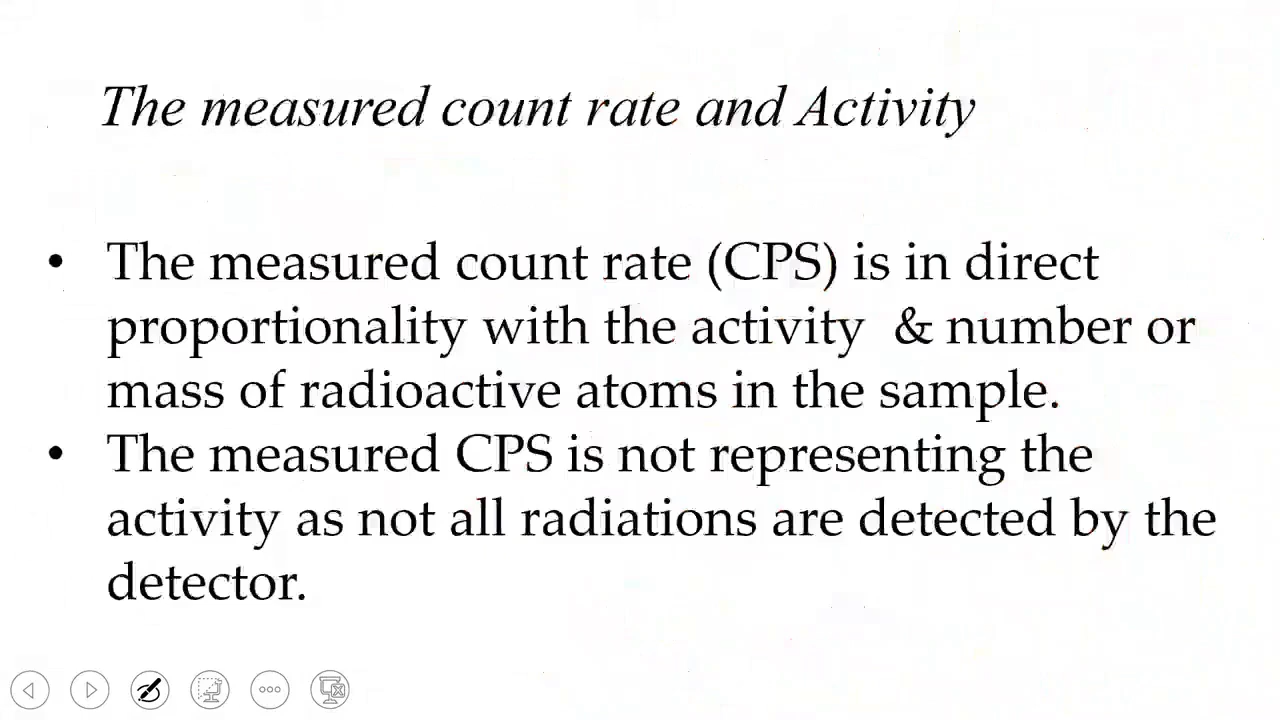 The measured count rate and Activity
• The measured count rate (CPS) is in direct
proportionality with the activity & number or
mass of radioactive atoms in the sample.
• The measured CPS is not representing the
activity as not all radiations are detected by the
detector.